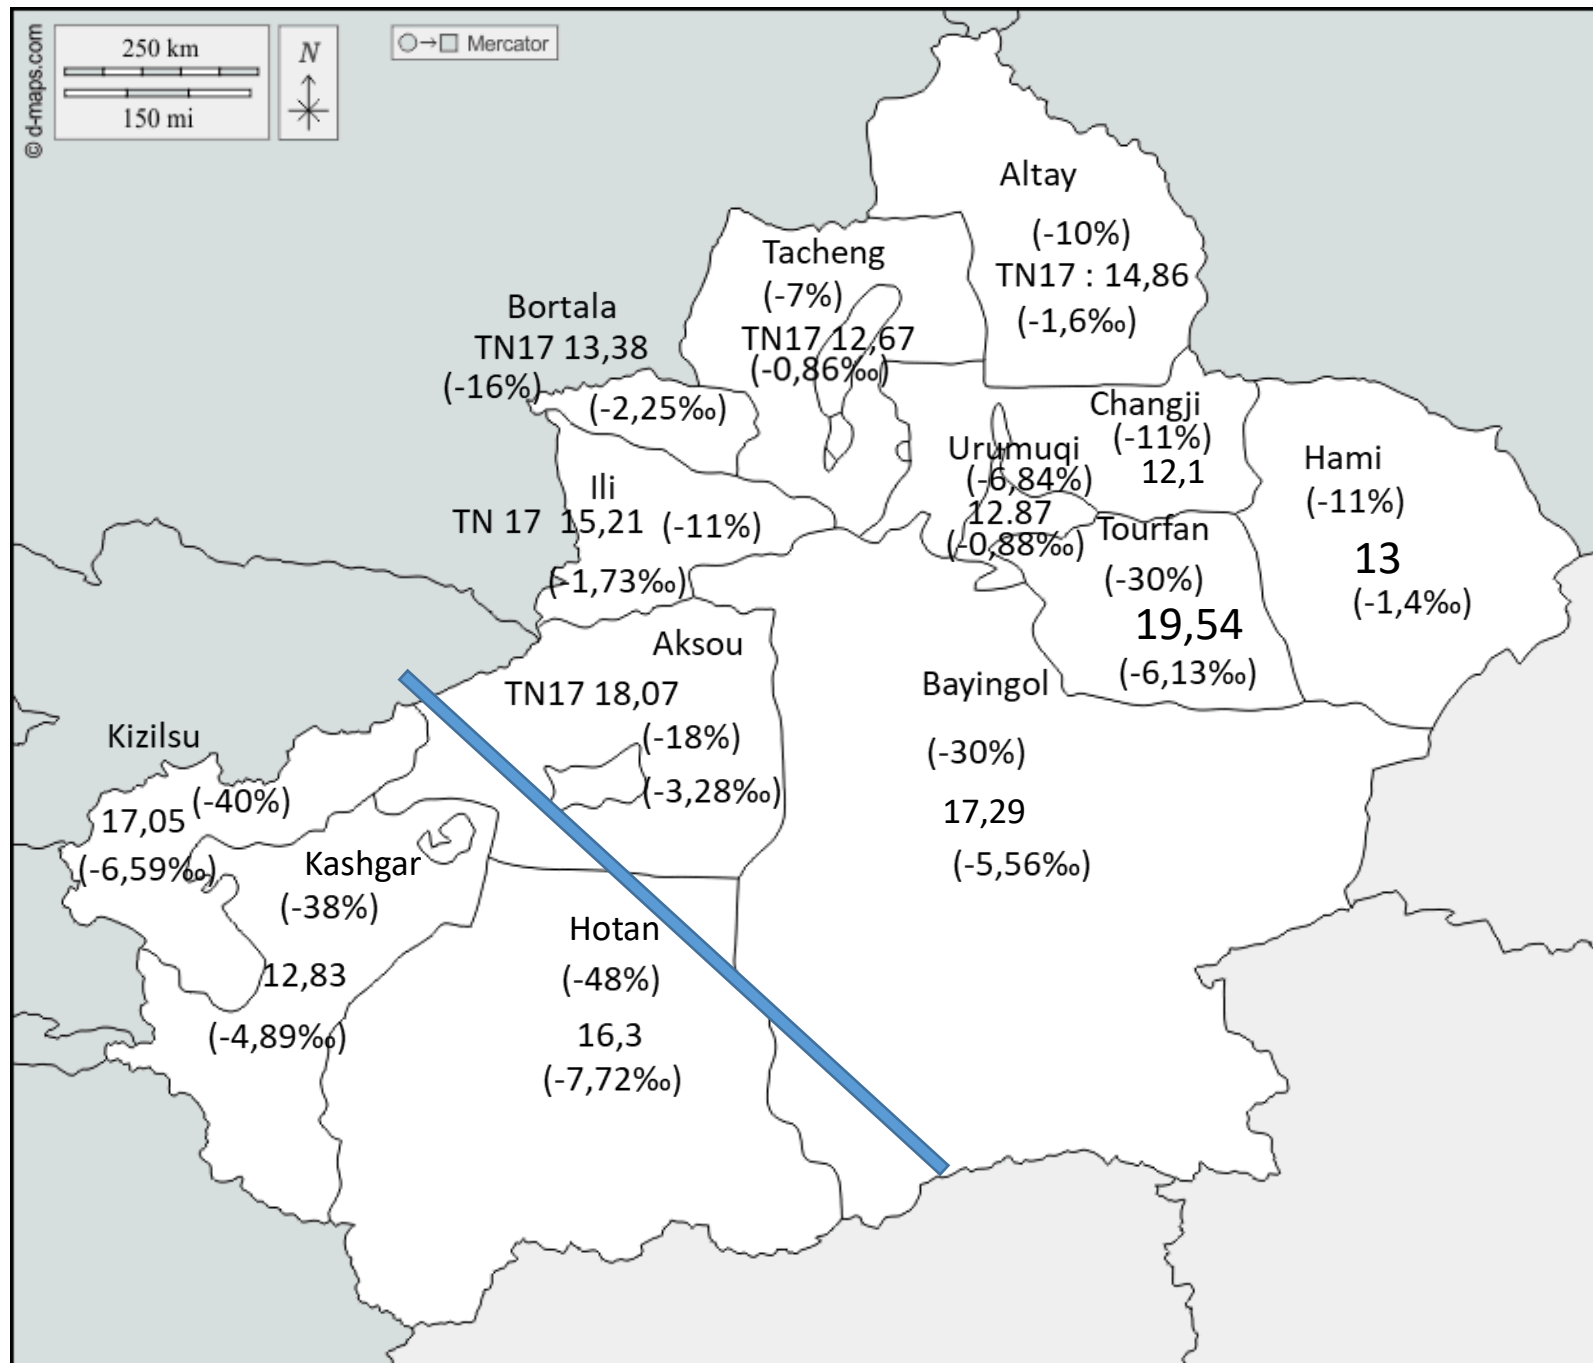 © d-maps.com
250 km
150 mi
N
Mercator
Altay
(-10%)
TN17 : 14,86
(-1,6‰)
Tacheng
(-7%)
TN17 12,67
(-0,86‰)
Bortala
TN17 13,38
(-16%)
(-2,25‰)
Changji
(-11%)
12,1
Urumuqi
(-6,84%)
12.87
(-0,88‰)
Hami
(-11%)
13
(-1,4‰)
Ili
TN 17 15,21 (-11%)
(-1,73‰)
Tourfan
(-30%)
19,54
(-6,13‰)
Aksou
TN17 18,07
(-18%)
(-3,28‰)
Bayingol
(-30%)
17,29
(-5,56‰)
Kizilsu
(-40%)
17,05
(-6,59‰)
Kashgar
(-38%)
12,83
(-4,89‰)
Hotan
(-48%)
16,3
(-7,72‰)